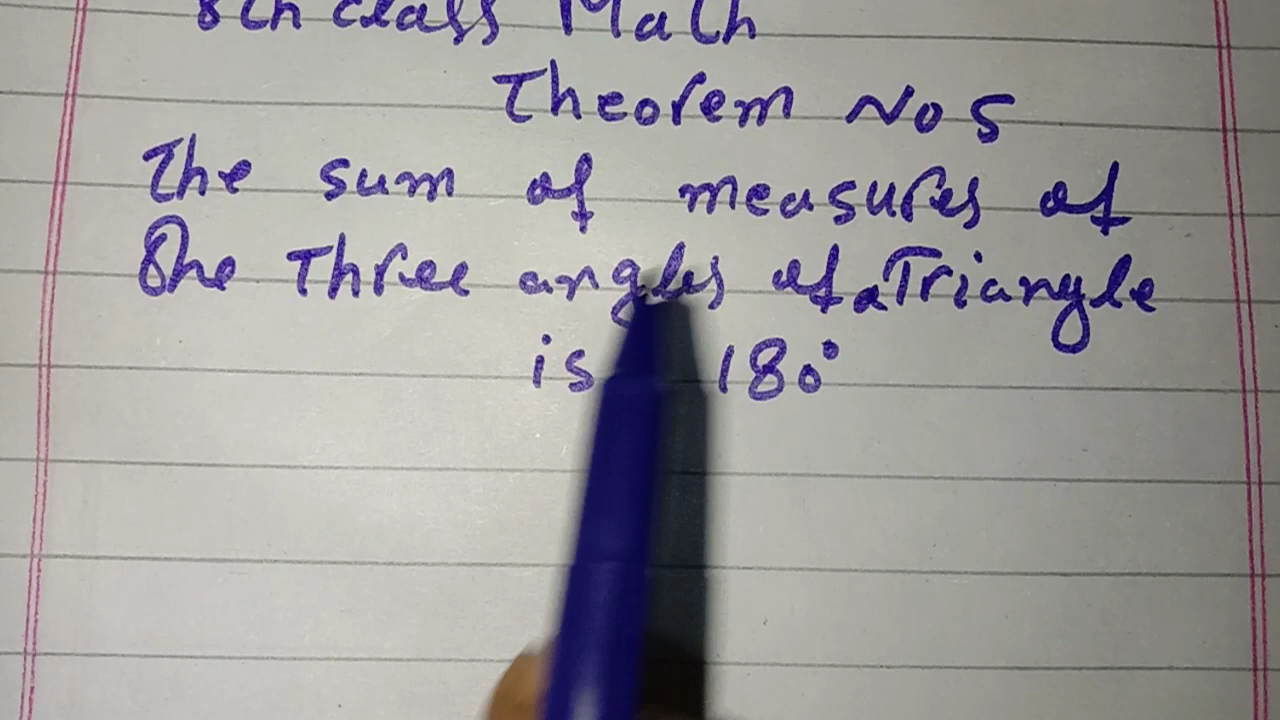 8th class Math
Theorem No 5
The sum of measures of
the Three angles of a Triangle
is 180°